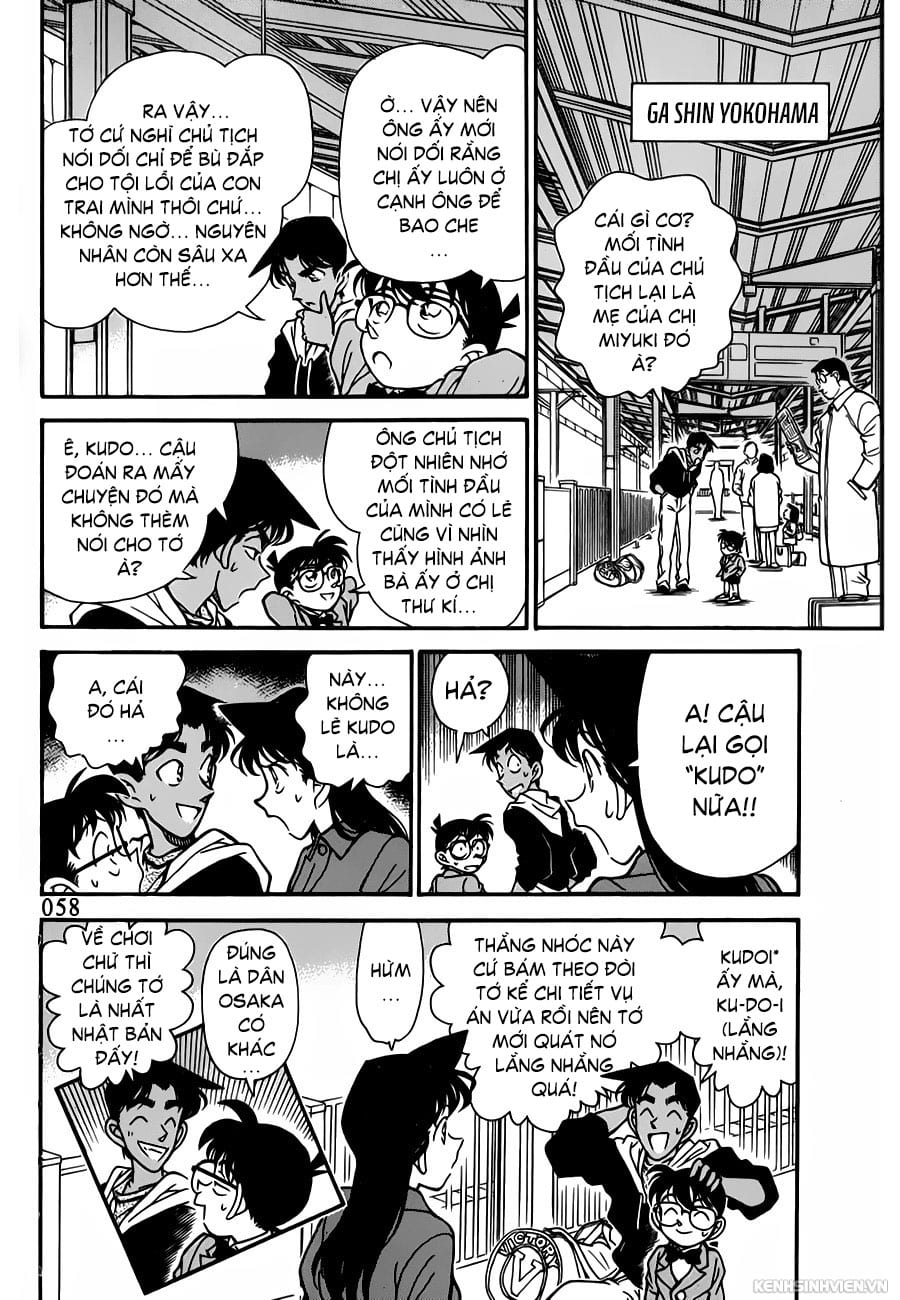 GA SHIN YOKOHAMA
CÁI GÌ CƠ?
MỐI TÌNH
ĐẦU CỦA CHỦ
TỊCH LẠI LÀ
MẸ CỦA CHỊ
MIYUKI ĐÓ
À?
Ờ... VẬY NÊN
ÔNG ẤY MỚI
NÓI DỐI RẰNG
CHỊ ẤY LUÔN Ở
CẠNH ÔNG ĐỂ
BAO CHE
...
RA VẬY...
TỚ CỨ NGHĨ CHỦ TỊCH
NÓI DỐI CHỈ ĐỂ BÙ ĐẮP
CHO TỘI LỖI CỦA CON
TRAI MÌNH THÔI CHỨ...
KHÔNG NGỜ... NGUYÊN
NHÂN CÒN SÂU XA
HƠN THẾ...
ÔNG CHỦ TỊCH
ĐỘT NHIÊN NHỚ
MỐI TÌNH ĐẦU
CỦA MÌNH CÓ LẼ
CŨNG VÌ NHÌN
THẤY HÌNH ẢNH
BÀ ẤY Ở CHỊ
THƯ KÍ...
Ê, KUDO... CẬU
ĐOÁN RA MẤY
CHUYỆN ĐÓ MÀ
KHÔNG THÈM
NÓI CHO TỚ
À?
A! CẬU
LẠI GỌI
"KUDO"
NỮA!!
HẢ?
NÀY...
KHÔNG
LẼ KUDO
LÀ...
A, CÁI
ĐÓ HẢ
...
058
KUDOI*
ẤY MÀ,
KU-DO-I
(LẰNG
NHẰNG)!
THẰNG NHÓC NÀY
CỨ BÁM THEO ĐÒI
TỚ KỂ CHI TIẾT VỤ
ÁN VỪA RỒI NÊN TỚ
MỚI QUÁT NÓ
LẰNG NHẰNG
QUÁ!
HỪM
...
ĐÚNG
LÀ DÂN
OSAKA
CÓ
KHÁC
...
VỀ CHƠI
CHỮ THÌ
CHÚNG TỚ
LÀ NHẤT
NHẬT BẢN
ĐẤY!
VICTORY
V
KENHSINHVIEN.VN